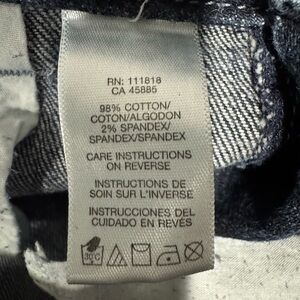 RN: 111818
CA 45885
98% COTTON/
COTON/ALGODON
2% SPANDEX/
SPANDEX/SPANDEX
CARE INSTRUCTIONS
ON REVERSE
INSTRUCTIONS DE
SOIN SUR L'INVERSE
INSTRUCCIONES DEL
CUIDADO EN REVES
30°C